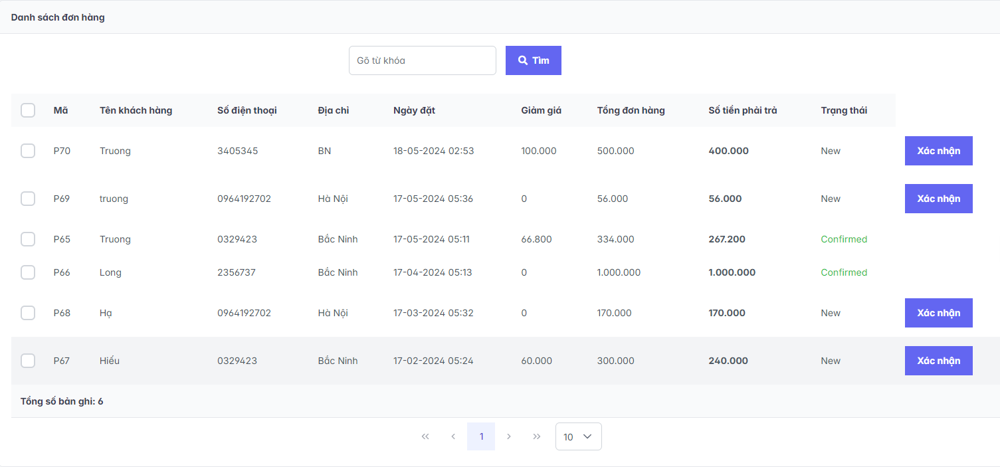 Danh sách đơn hàng
Gõ từ khóa Tìm
Mã Tên khách hàng Số điện thoại Địa chỉ Ngày đặt Giảm giá Tổng đơn hàng Số tiền phải trả Trạng thái
P70 Truong 3405345 BN 18-05-2024 02:53 100.000 500.000 400.000 New Xác nhận
P69 truong 0964192702 Hà Nội 17-05-2024 05:36 0 56.000 56.000 New Xác nhận
P65 Truong 0329423 Bắc Ninh 17-05-2024 05:11 66.800 334.000 267.200 Confirmed
P66 Long 2356737 Bắc Ninh 17-04-2024 05:13 0 1.000.000 1.000.000 Confirmed
P68 Hạ 0964192702 Hà Nội 17-03-2024 05:32 0 170.000 170.000 New Xác nhận
P67 Hiếu 0329423 Bắc Ninh 17-02-2024 05:24 60.000 300.000 240.000 New Xác nhận
Tổng số bản ghi: 6
1 10